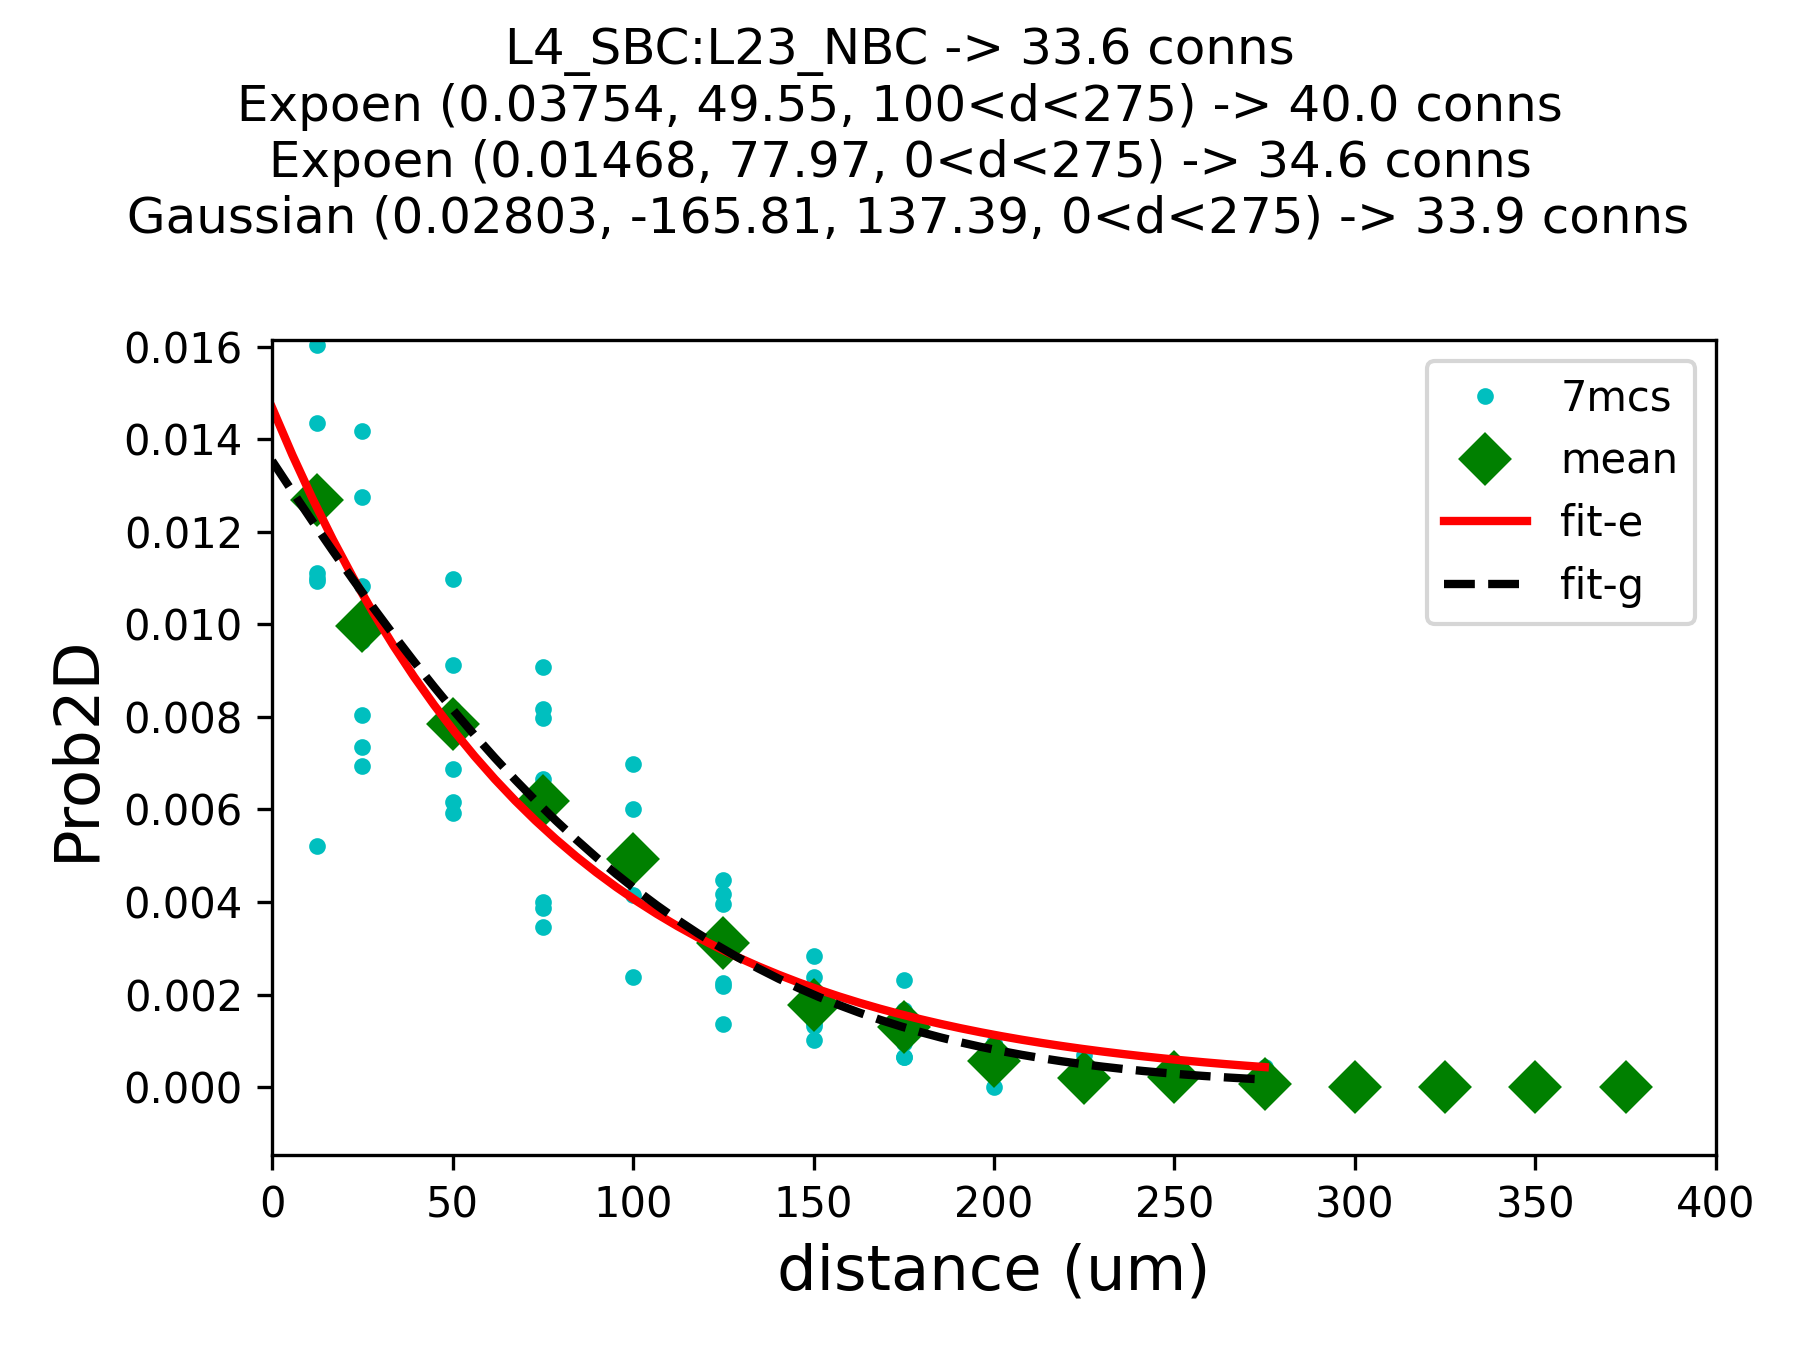 L4_SBC:L23_NBC -> 33.6 conns
Expoen (0.03754, 49.55, 100<d<275) -> 40.0 conns
Expoen (0.01468, 77.97, 0<d<275) -> 34.6 conns
Gaussian (0.02803, -165.81, 137.39, 0<d<275) -> 33.9 conns
0.016
0.014
0.012
0.010
0.008
0.006
0.004
0.002
0.000
Prob2D
7mcs
mean
fit-e
fit-g
0 50 100 150 200 250 300 350 400
distance (um)